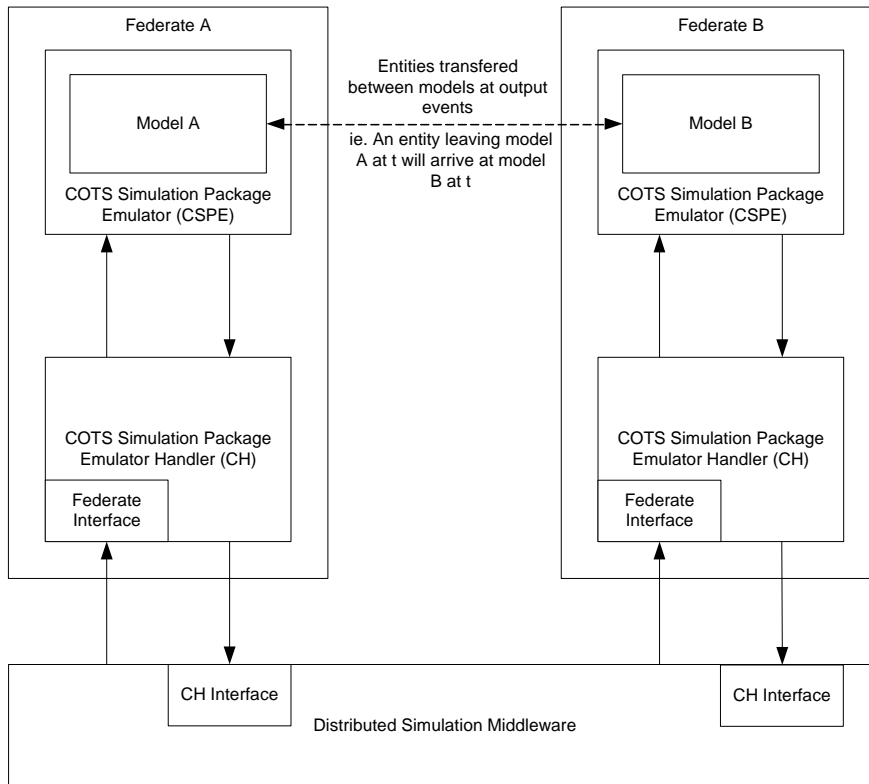 Federate A
Federate B
Entities transfered
between models at output
events
Model A
Model B
ie. An entity leaving model
A at t will arrive at model
B at t
COTS Simulation Package
Emulator (CSPE)
COTS Simulation Package
Emulator (CSPE)
COTS Simulation Package
Emulator Handler (CH)
COTS Simulation Package
Emulator Handler (CH)
Federate
Interface
Federate
Interface
CH Interface
CH Interface
Distributed Simulation Middleware